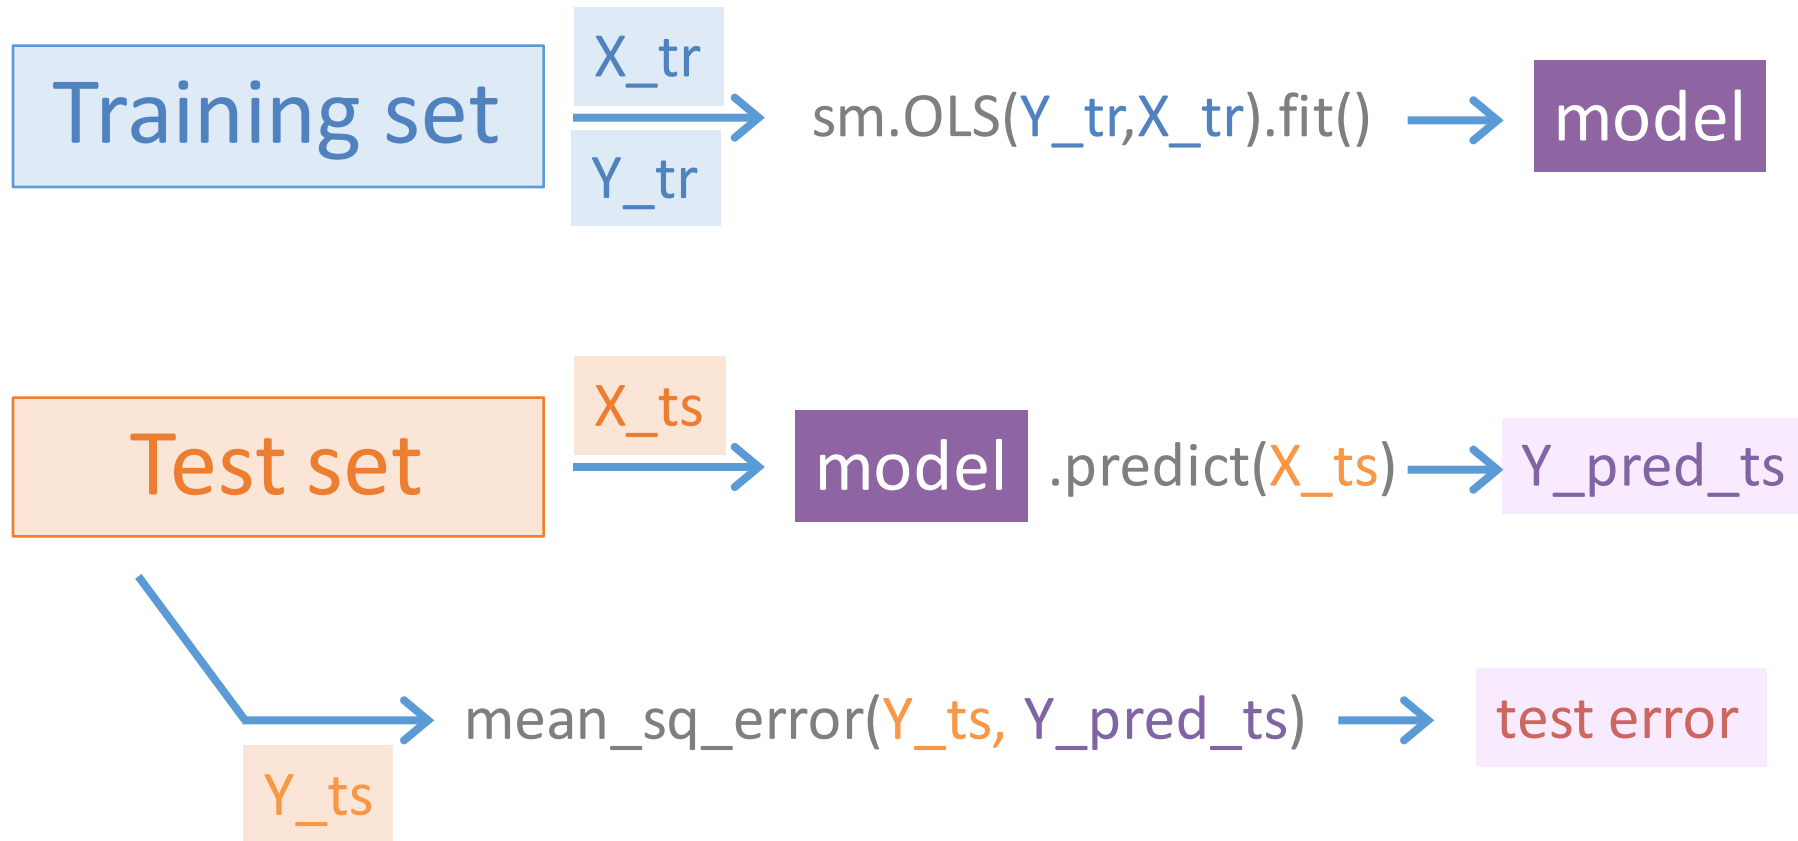 Training set
X_tr
Y_tr
sm.OLS(Y_tr,X_tr).fit()
model
Test set
X_ts
model .predict(X_ts)
Y_pred_ts
Y_ts
mean_sq_error(Y_ts, Y_pred_ts)
test error